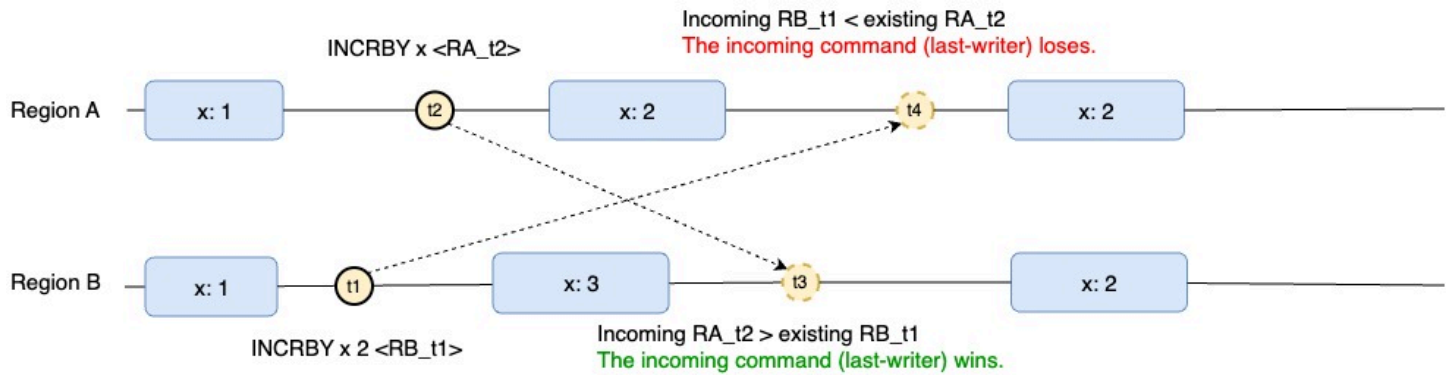 Incoming RB_t1 < existing RA_t2
The incoming command (last-writer) loses.
INCRBY x <RA_t2>
Region A
x: 1
t2
x: 2
t4
x: 2
Region B
x: 1
t1
x: 3
t3
x: 2
INCRBY x 2 <RB_t1>
Incoming RA_t2 > existing RB_t1
The incoming command (last-writer) wins.